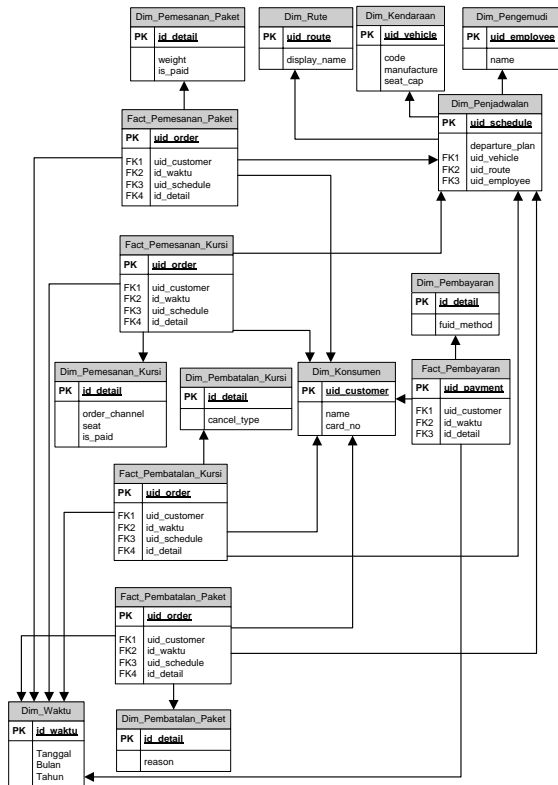 Dim_Pemesanan_Paket
PK id_detail
weight
is_paid
Dim_Rute
PK uid_route
display_name
Dim_Kendaraan
PK uid_vehicle
code
manufacture
seat_cap
Dim_Pengemudi
PK uid_employee
name
Fact_Pemesanan_Paket
PK uid_order
FK1 uid_customer
FK2 id_waktu
FK3 uid_schedule
FK4 id_detail
Dim_Penjadwalan
PK uid_schedule
departure_plan
FK1 uid_vehicle
FK2 uid_route
FK3 uid_employee
Fact_Pemesanan_Kursi
PK uid_order
FK1 uid_customer
FK2 id_waktu
FK3 uid_schedule
FK4 id_detail
Dim_Pembayaran
PK id_detail
fuid_method
Dim_Pemesanan_Kursi
PK id_detail
order_channel
seat
is_paid
Dim_Pembatalan_Kursi
PK id_detail
cancel_type
Dim_Konsumen
PK uid_customer
name
card_no
Fact_Pembayaran
PK uid_payment
FK1 uid_customer
FK2 id_waktu
FK3 id_detail
Fact_Pembatalan_Kursi
PK uid_order
FK1 uid_customer
FK2 id_waktu
FK3 uid_schedule
FK4 id_detail
Fact_Pembatalan_Paket
PK uid_order
FK1 uid_customer
FK2 id_waktu
FK3 uid_schedule
FK4 id_detail
Dim_Waktu
PK id_waktu
Tanggal
Bulan
Tahun
Dim_Pembatalan_Paket
PK id_detail
reason